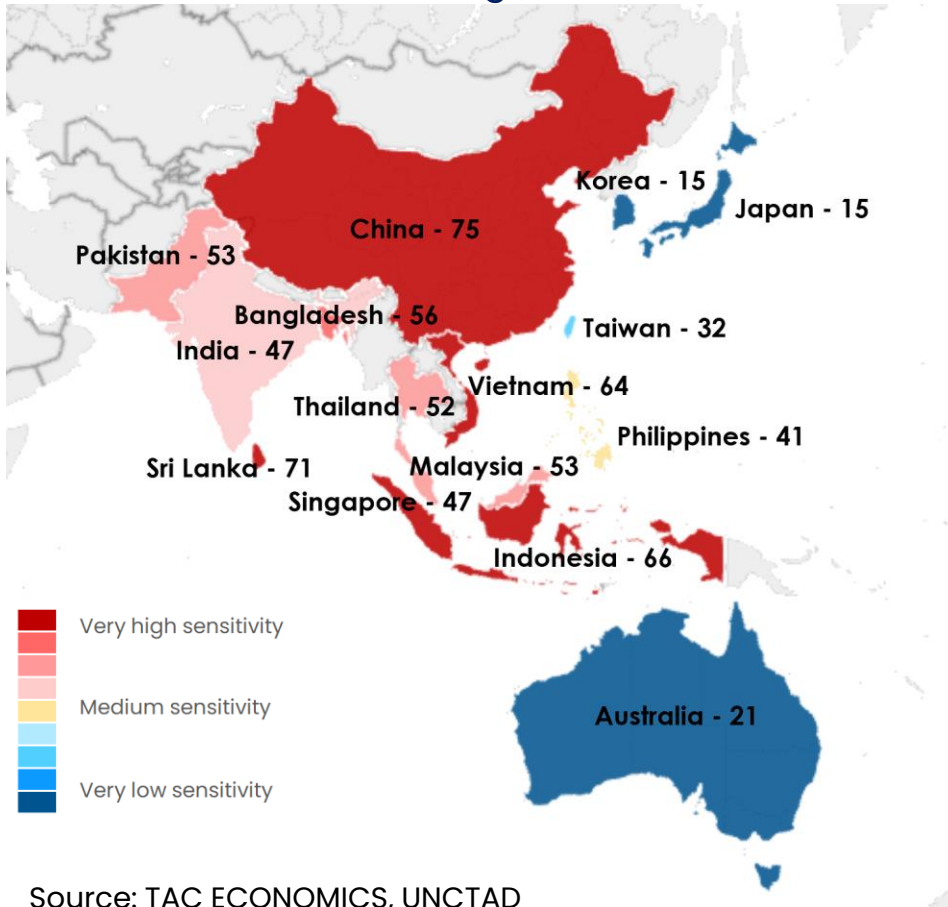 Korea - 15
Japan - 15
China - 75
Pakistan - 53
Bangladesh - 56
Taiwan - 32
India - 47
Vietnam - 64
Thailand - 52
Philippines - 41
Sri Lanka - 71
Malaysia - 53
Singapore - 47
Indonesia - 66
Very high sensitivity
Medium sensitivity
Australia - 21
Very low sensitivity
Source: TAC ECONOMICS, UNCTAD